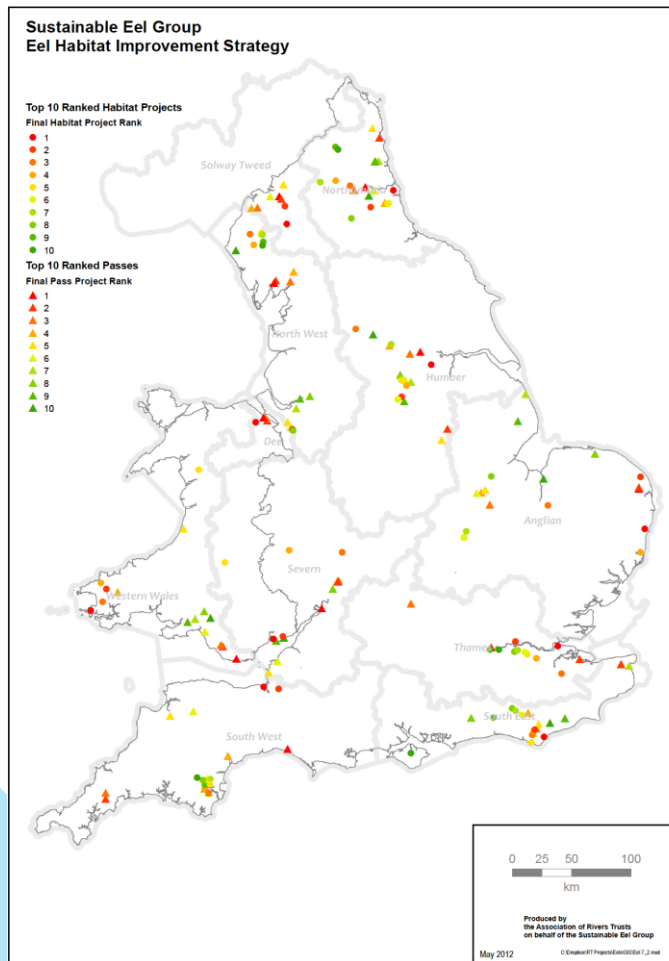 Sustainable Eel Group
Eel Habitat Improvement Strategy
Top 10 Ranked Habitat Projects
Final Habitat Project Rank
1
2
3
4
5
6
7
8
9
10
Top 10 Ranked Passes
Final Pass Project Rank
1
2
3
4
5
6
7
8
9
10
Solway Tweed
North West
Humber
Dee
Anglian
Severn
Western Wales
South East
South West
0 25 50 100
km
Produced by
the Association of Rivers Trusts
on behalf of the Sustainable Eel Group
May 2012